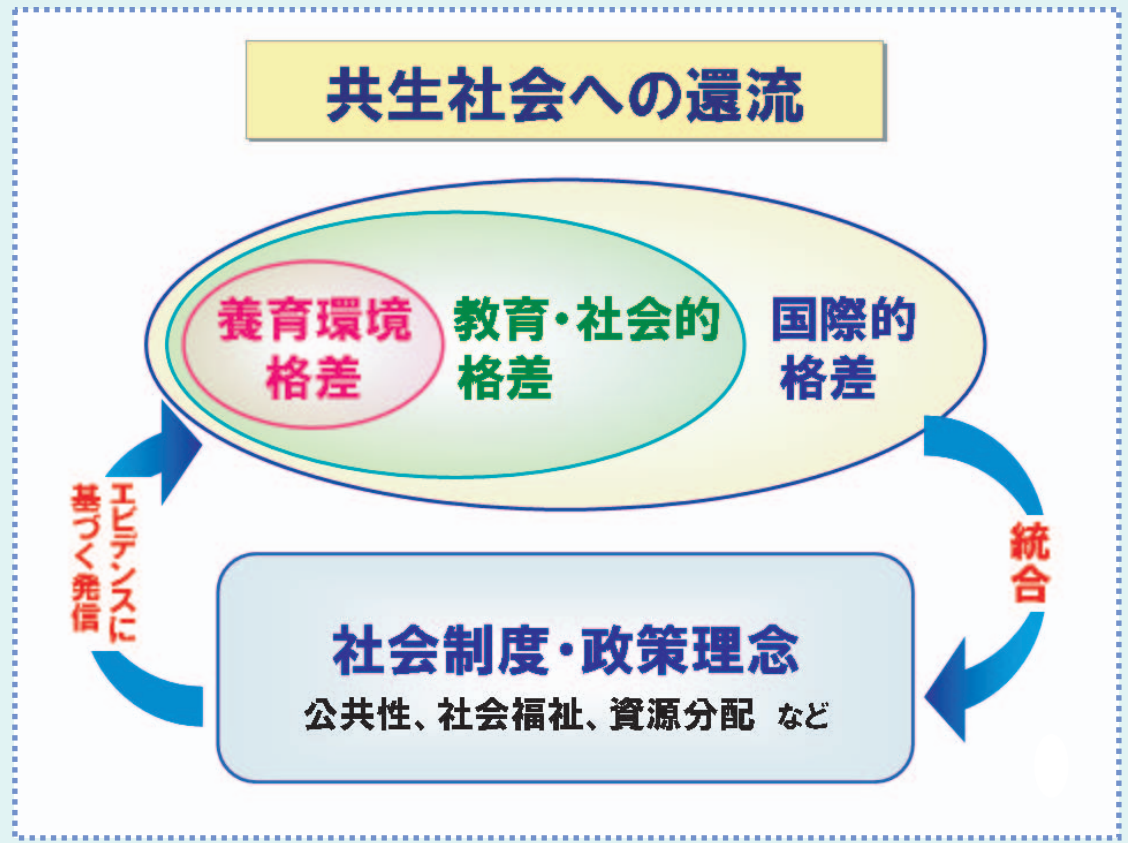 共生社会への還流
養育環境
格差
教育・社会的
格差
国際的
格差
統合
社会制度・政策理念
公共性、社会福祉、資源分配 など
エビデンスに
基づく発信